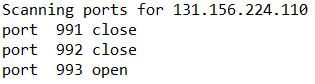 Scanning ports for 131.156.224.110
port  991 close
port  992 close
port  993 open